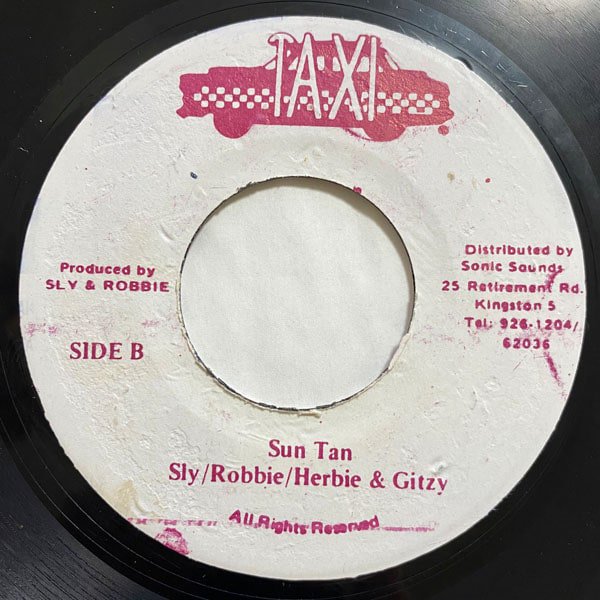 TAXI
Produced by
SLY & ROBBIE
SIDE B
Distributed by
Sonic Sounds
25 Retirement Rd.
Kingston 5
Tel: 926-1204/
62036
Sun Tan
Sly/Robbie/Herbie & Gitzy
All Rights Reserved